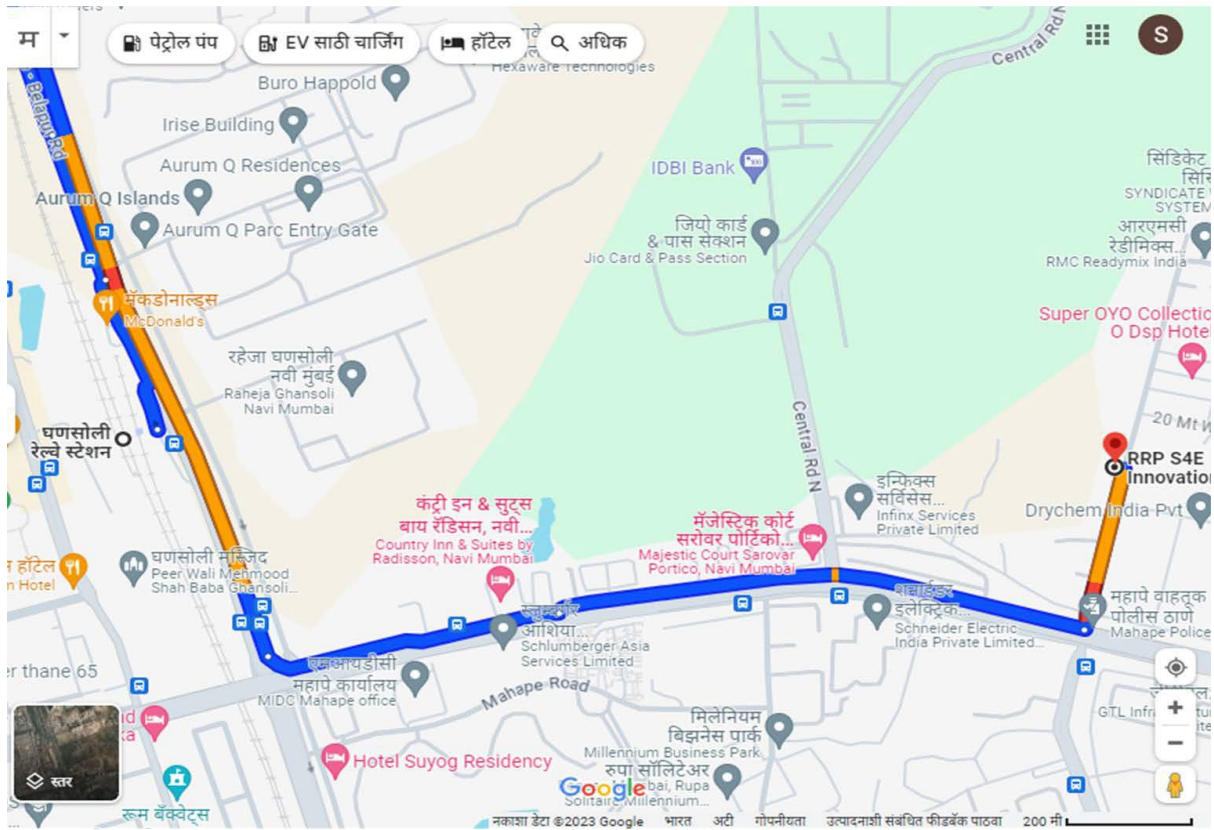 म
पेट्रोल पंप
EV साठी चार्जिंग
हॉटेल
अधिक
S
Central Rd N
Hexaware Technologies
Buro Happold
Belapur Rd
Irise Building
Aurum Q Residences
Aurum Q Islands
Aurum Q Parc Entry Gate
IDBI Bank
जियो कार्ड
& पास सेक्शन
Jio Card & Pass Section
सिंडिकेट
SYNDICATE
SYSTEM
आरएमसी
रेडीमिक्स...
RMC Readymix India
मॅकडोनाल्ड्स
McDonald's
Super OYO Collectio
O Dsp Hotel
रहेजा घणसोली
नवी मुंबई
Raheja Ghansoli
Navi Mumbai
घणसोली
रेल्वे स्टेशन
Central Rd N
20 Mt W
RRP S4E
Innovation
Drychem India Pvt
इन्फिक्स
सर्विसेस...
Infinx Services
Private Limited
कंट्री इन & सुट्स
बाय रॅडिसन, नवी...
Country Inn & Suites by
Radisson, Navi Mumbai
मॅजेस्टिक कोर्ट
सरोवर पोर्टिको...
Majestic Court Sarovar
Portico, Navi Mumbai
हॉटेल
Hotel
घणसोली मस्जिद
Peer Wali Mehmood
Shah Baba Ghansoli...
आशिया...
Schlumberger Asia
Services Limited
इलेक्ट्रिक...
Schneider Electric
India Private Limited...
महापे वाहतूक
पोलीस ठाणे
Mahape Police
thane 65
एमआयडीसी
महापे कार्यालय
MIDC Mahape office
Mahape Road
GTL
मिलेनियम
बिझनेस पार्क
Millennium Business Park
Hotel Suyog Residency
रुपा सॉलिटेअर
Rupa
Solitaire Millennium...
स्तर
रूम बॅक्वेट्स
Google
नकाशा डेटा ©2023 Google भारत अटी गोपनीयता उत्पादनाशी संबंधित फीडबॅक पाठवा 200 मी